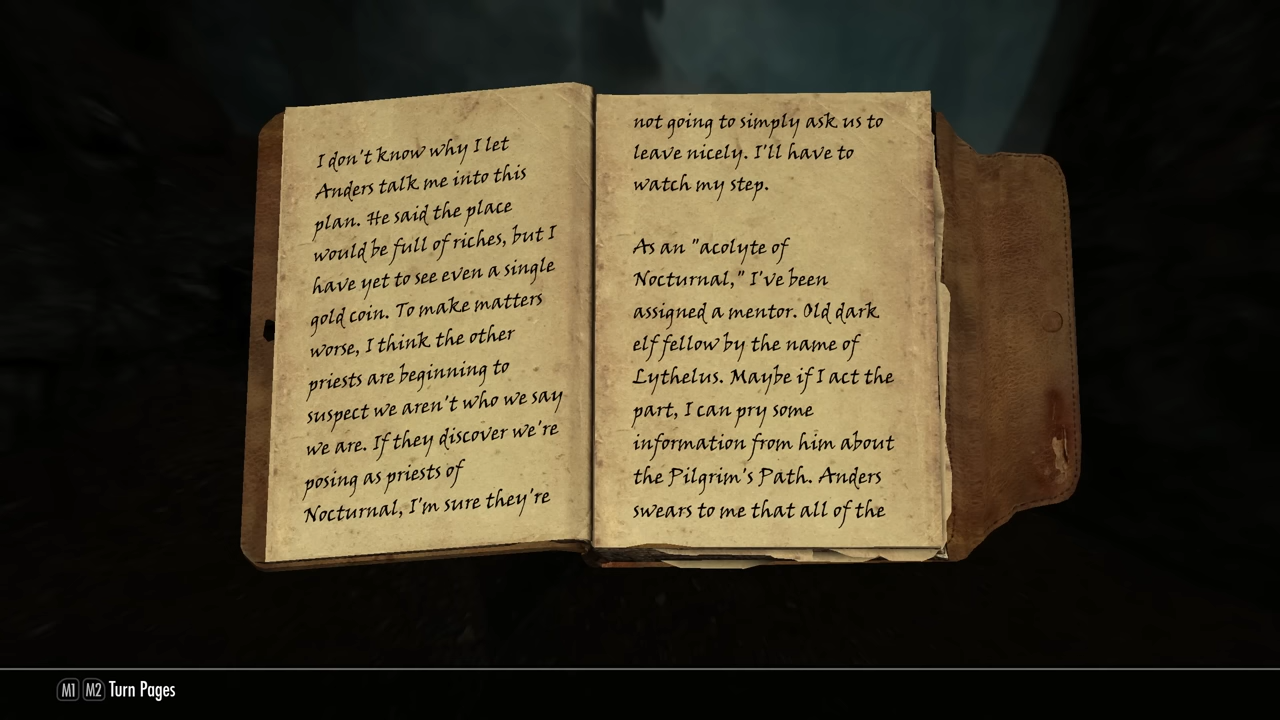 I don't know why I let
Anders talk me into this
plan. He said the place
would be full of riches, but I
have yet to see even a single
gold coin. To make matters
worse, I think the other
priests are beginning to
suspect we aren't who we say
we are. If they discover we're
posing as priests of
Nocturnal, I'm sure they're
not going to simply ask us to
leave nicely. I'll have to
watch my step.
As an "acolyte of
Nocturnal," I've been
assigned a mentor. Old dark
elf fellow by the name of
Lythelus. Maybe if I act the
part, I can pry some
information from him about
the Pilgrim's Path. Anders
swears to me that all of the
M1 M2 Turn Pages